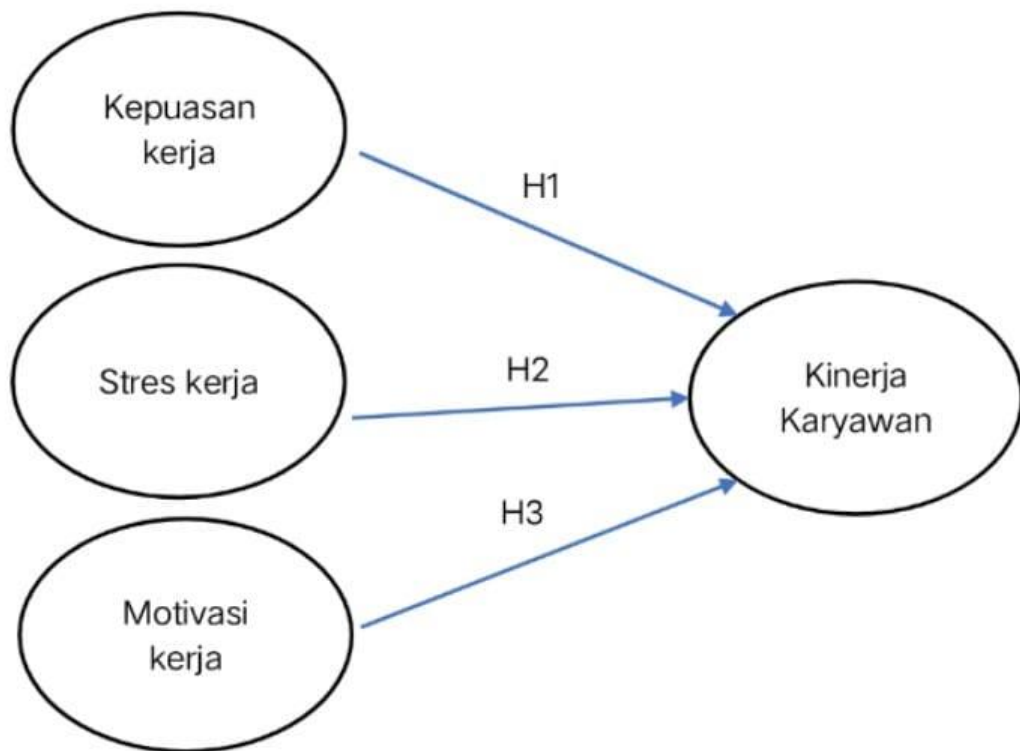 Kepuasan
kerja
H1
Stres kerja
H2
Kinerja
Karyawan
H3
Motivasi
kerja